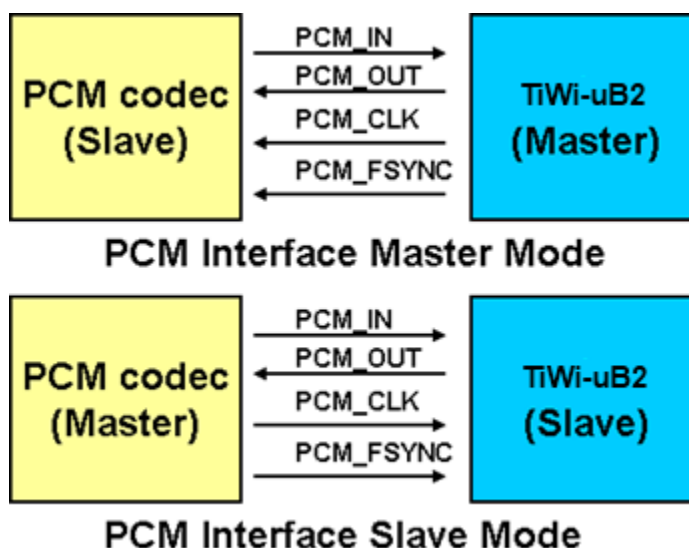 PCM codec
(Slave)
PCM_IN
PCM_OUT
PCM_CLK
PCM_FSYNC
TiWi-uB2
(Master)
PCM Interface Master Mode
PCM codec
(Master)
PCM_IN
PCM_OUT
PCM_CLK
PCM_FSYNC
TiWi-uB2
(Slave)
PCM Interface Slave Mode